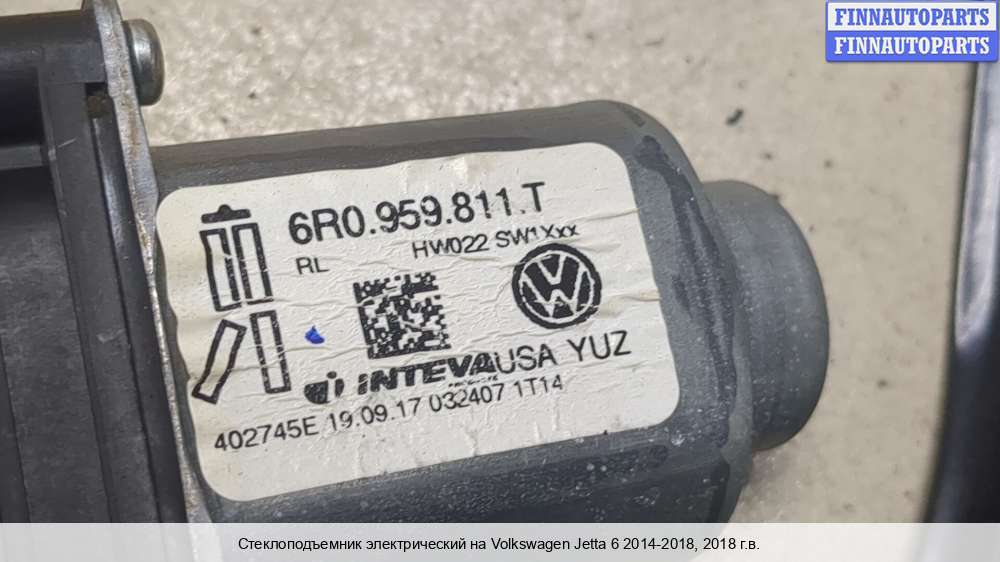 FINNAUTOPARTS
FINNAUTOPARTS
6R0.959.811.T
RL HW022 SW1Xxx
INTEVA USA YUZ
402745E 19.09.17 032407 1T14
Стеклоподъемник электрический на Volkswagen Jetta 6 2014-2018, 2018 г.в.